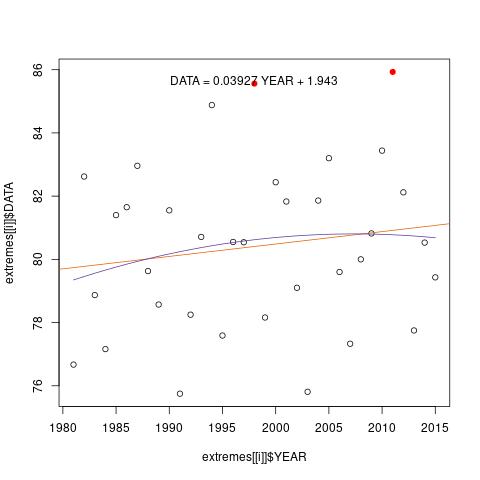 DATA = 0.03927 YEAR + 1.943
86
84
82
80
78
76
extremes[[i]]$DATA
1980 1985 1990 1995 2000 2005 2010 2015
extremes[[i]]$YEAR